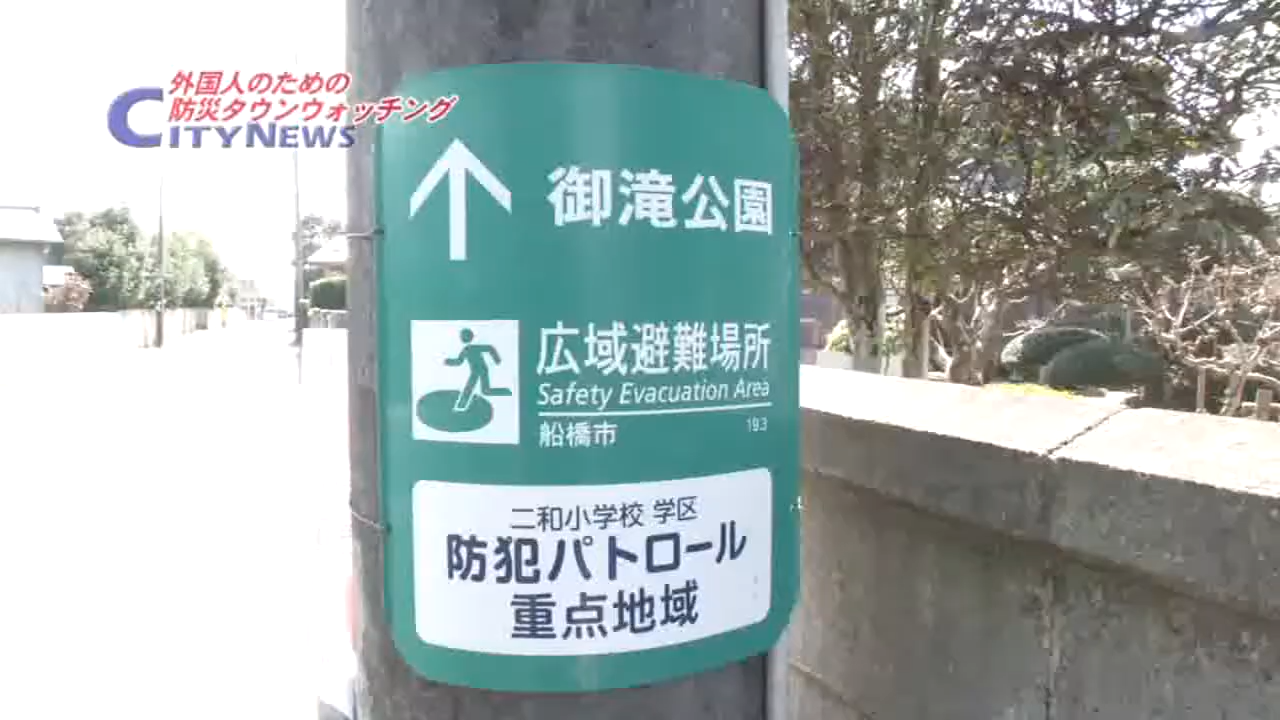 外国人のための
防災タウンウォッチング
CITYNEWS
御滝公園
広域避難場所
Safety Evacuation Area
船橋市 193
二和小学校 学区
防犯パトロール
重点地域